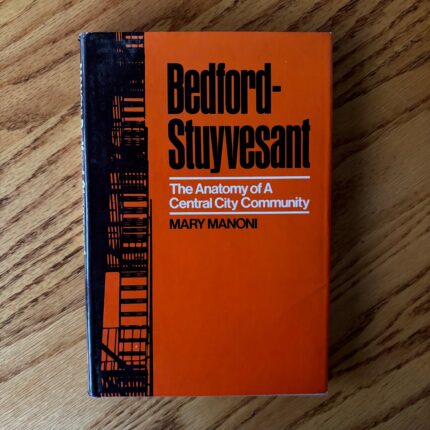 Bedford-
Stuyvesant
The Anatomy of A
Central City Community
MARY MANONI